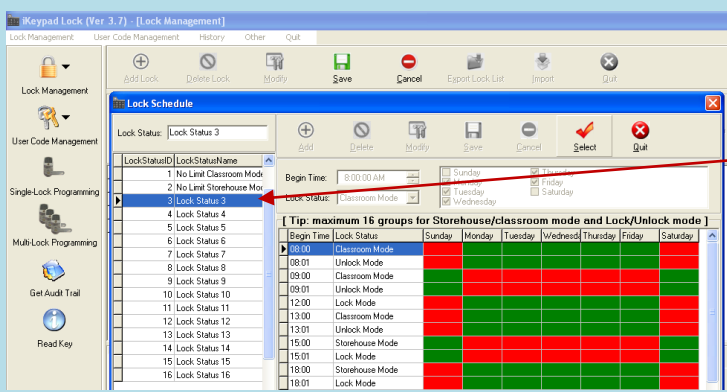 iKeypad Lock (Ver 3.7) - [Lock Management]
Lock Management User Code Management History Other Quit
Add Lock Delete Lock Modify Save Cancel Export Lock List Import Quit
Lock Management
User Code Management
Single-Lock Programming
Multi-Lock Programming
Get Audit Trail
Read Key
Lock Schedule
Lock Status: Lock Status 3
Add Delete Modify Save Cancel Select Quit
LockStatusID LockStatusName
1 No Limit Classroom Mode
2 No Limit Storehouse Moc
3 Lock Status 3
4 Lock Status 4
5 Lock Status 5
6 Lock Status 6
7 Lock Status 7
8 Lock Status 8
9 Lock Status 9
10 Lock Status 10
11 Lock Status 11
12 Lock Status 12
13 Lock Status 13
14 Lock Status 14
15 Lock Status 15
16 Lock Status 16
Begin Time: 8:00:00 AM
Lock Status: Classroom Mode
Sunday Thursday
Monday Friday
Tuesday Saturday
Wednesday
[ Tip: maximum 16 groups for Storehouse/classroom mode and Lock/Unlock mode ]
Begin Time Lock Status Sunday Monday Tuesday Wednesd Thursday Friday Saturday
08:00 Classroom Mode
08:01 Unlock Mode
09:00 Classroom Mode
09:01 Unlock Mode
12:00 Lock Mode
13:00 Classroom Mode
13:01 Unlock Mode
15:00 Storehouse Mode
15:01 Lock Mode
18:00 Storehouse Mode
18:01 Lock Mode